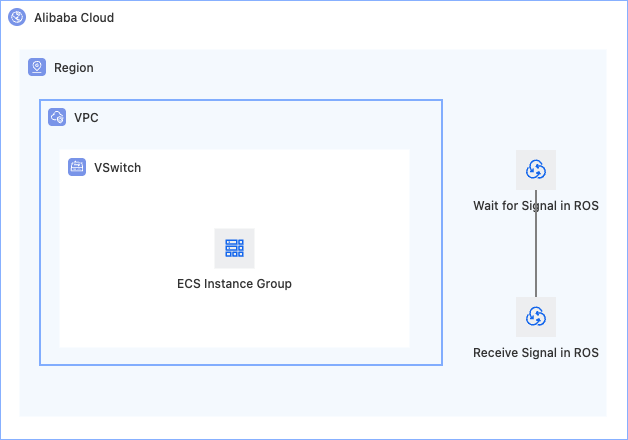 Alibaba Cloud
Region
VPC
VSwitch
ECS Instance Group
Wait for Signal in ROS
Receive Signal in ROS